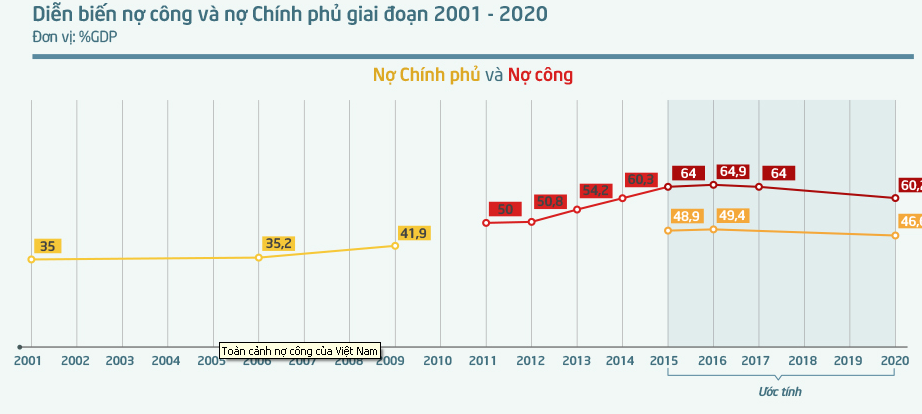 Diễn biến nợ công và nợ Chính phủ giai đoạn 2001 - 2020
Đơn vị: %GDP
Nợ Chính phủ và Nợ công
35
35,2
41,9
50
50,8
54,2
60,3
64
64,9
64
60,2
48,9
49,4
2001 2002 2003 2004 2005 2006 2007 2008 2009 2010 2011 2012 2013 2014 2015 2016 2017 2018 2019 2020
Toàn cảnh nợ công của Việt Nam
Ước tính